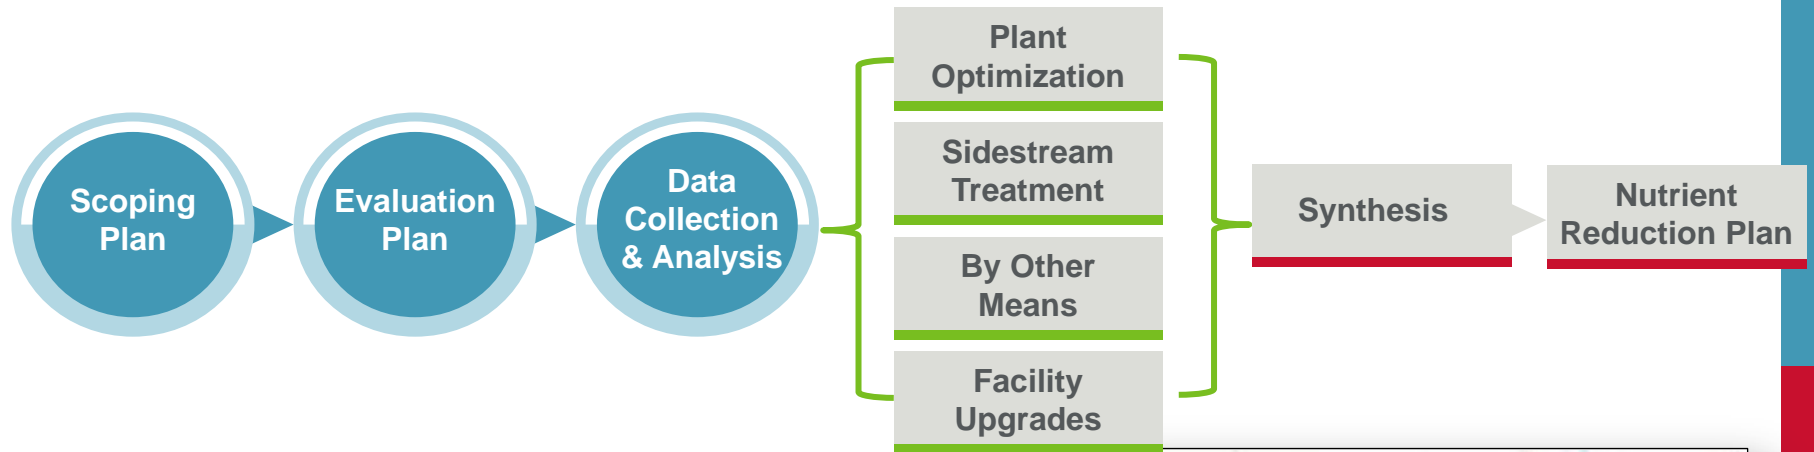 Scoping
Plan
Evaluation
Plan
Data
Collection
& Analysis
Plant
Optimization
Sidestream
Treatment
By Other
Means
Facility
Upgrades
Synthesis
Nutrient
Reduction Plan